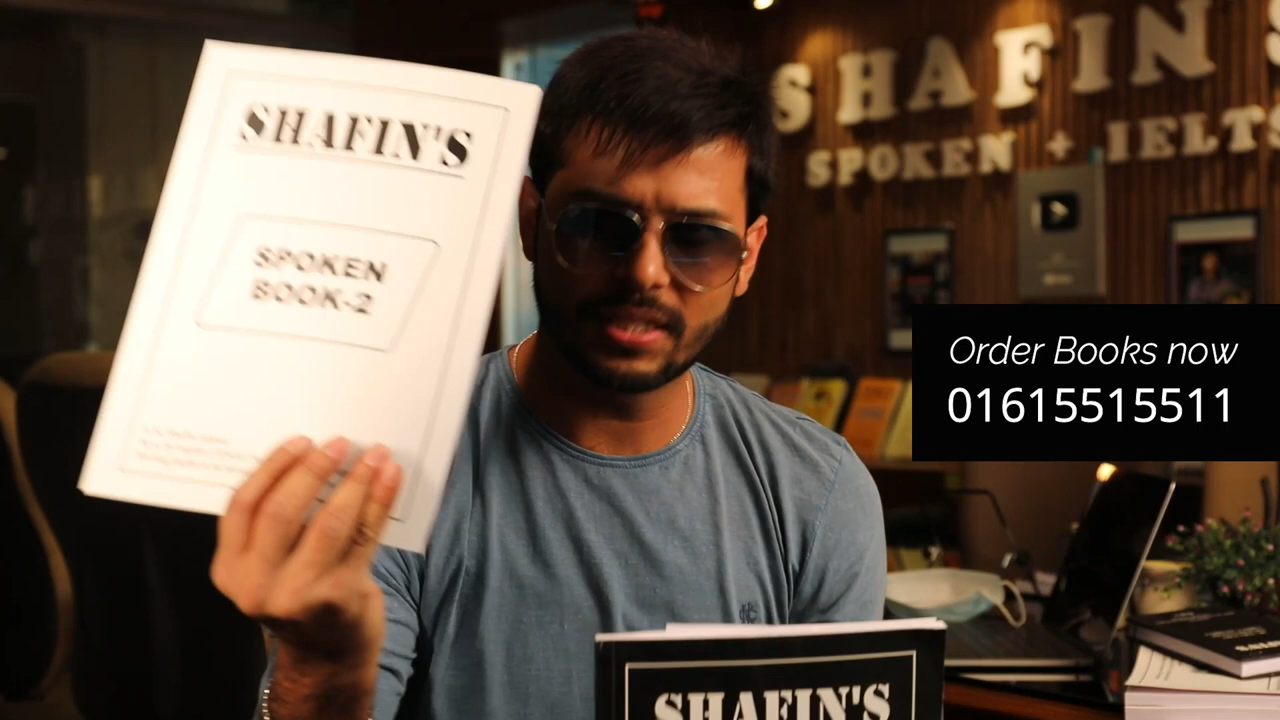 SHAFIN'S
SPOKEN
BOOK-2
SHAFIN'S
SPOKEN + IELTS
Order Books now
01615515511
SHAFIN'S